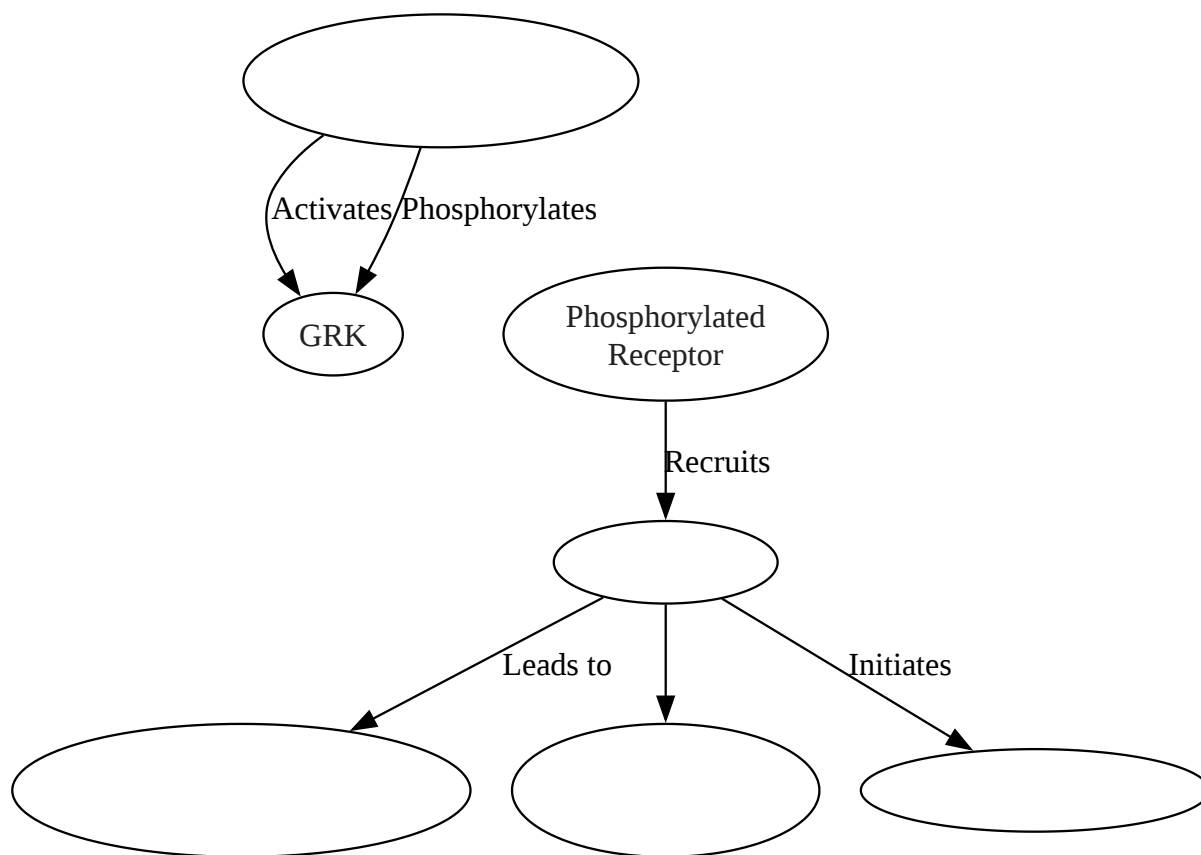 Activates
Phosphorylates
GRK
Phosphorylated
Receptor
Recruits
Leads to
Initiates